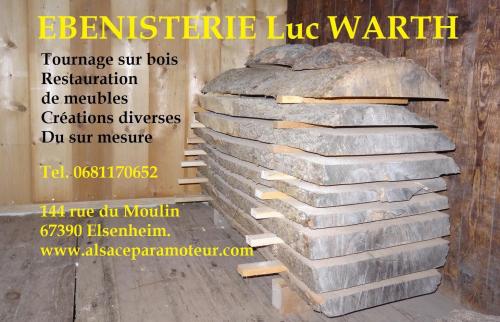 EBENISTERIE Luc WARTH
Tournage sur bois
Restauration
de meubles
Créations diverses
Du sur mesure
Tel. 0681170652
144 rue du Moulin
67390 Elsenheim.
www.alsaceparamoteur.com